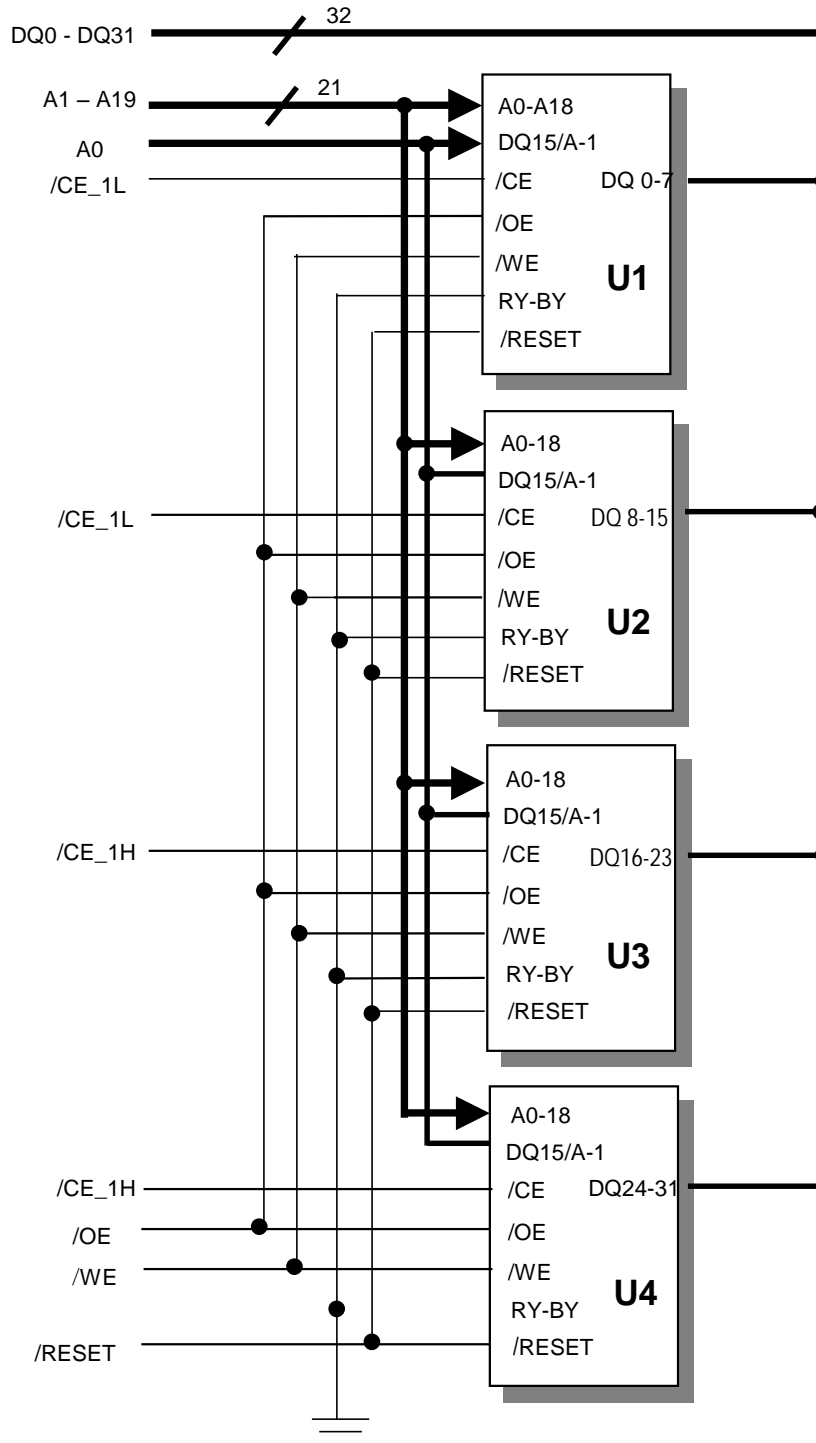 32
DQ0 - DQ31
21
A1 – A19
A0
/CE_1L
A0-A18
DQ15/A-1
/CE
DQ 0-7
/OE
/WE
U1
RY-BY
/RESET
A0-18
DQ15/A-1
/CE_1L
/CE
DQ 8-15
/OE
/WE
U2
RY-BY
/RESET
A0-18
DQ15/A-1
/CE_1H
/CE
DQ16-23
/OE
/WE
U3
RY-BY
/RESET
A0-18
DQ15/A-1
/CE_1H
/CE
DQ24-31
/OE
/OE
/WE
/WE
U4
RY-BY
/RESET
/RESET